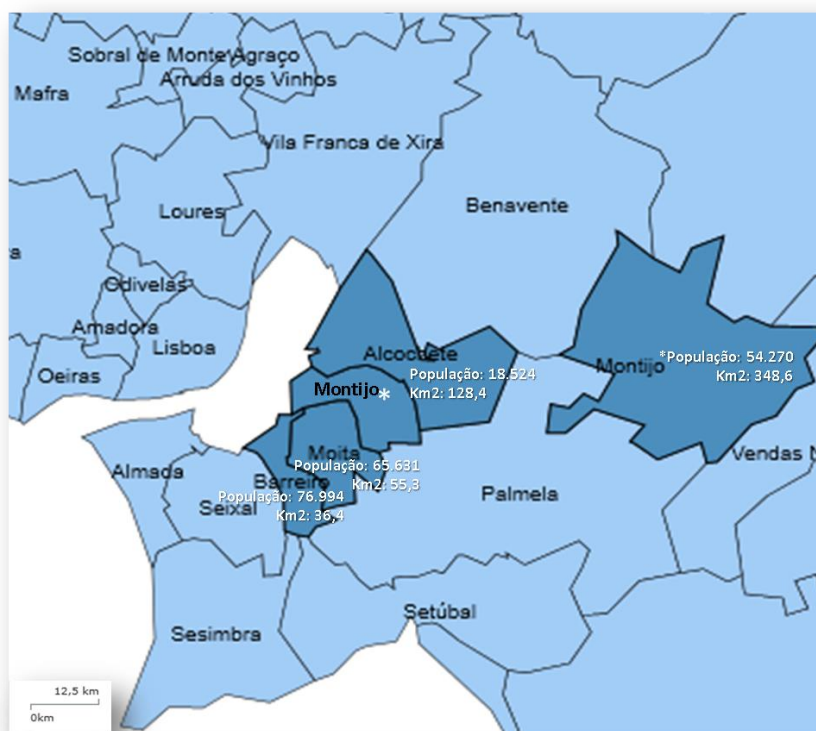 Sobral de Monte Agraço
Arruda dos Vinhos
Mafra
Vila Franca de Xira
Loures
Benavente
a
Odivelas
Amadora
Lisboa
Oeiras
Alcochete
População: 18.524
Km2: 128,4
Montijo*
Montijo
*População: 54.270
Km2: 348,6
Moita
População: 65.631
Km2: 55,3
Vendas N
Almada
Barreiro
População: 76.994
Km2: 36,4
Seixal
Palmela
Setúbal
Sesimbra
12,5 km
0km